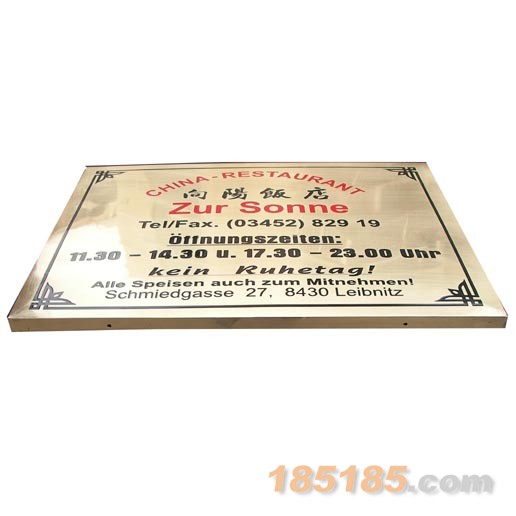 CHINA-RESTAURANT
向陽飯店
Zur Sonne
Tel/Fax. (03452) 829 19
Öffnungszeiten:
11.30 - 14.30 u. 17.30 - 23.00 Uhr
kein Ruhetag!
Alle Speisen auch zum Mitnehmen!
Schmiedgasse 27, 8430 Leibnitz
185185.com